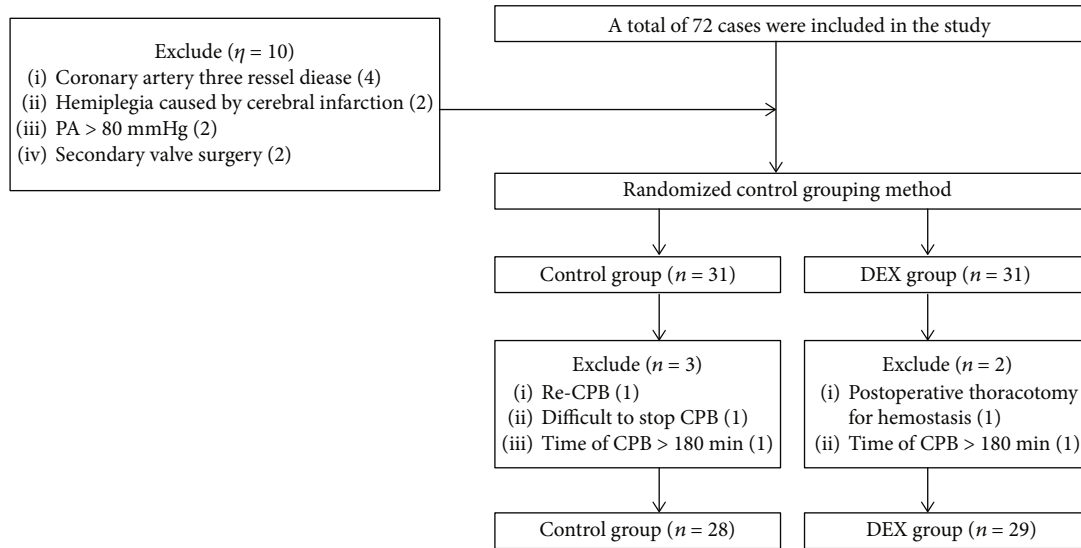 A total of 72 cases were included in the study
Exclude (η = 10)
(i) Coronary artery three ressel diease (4)
(ii) Hemiplegia caused by cerebral infarction (2)
(iii) PA > 80 mmHg (2)
(iv) Secondary valve surgery (2)
Randomized control grouping method
Control group (n = 31)
DEX group (n = 31)
Exclude (n = 3)
(i) Re-CPB (1)
(ii) Difficult to stop CPB (1)
(iii) Time of CPB > 180 min (1)
Exclude (n = 2)
(i) Postoperative thoracotomy
for hemostasis (1)
(ii) Time of CPB > 180 min (1)
Control group (n = 28)
DEX group (n = 29)